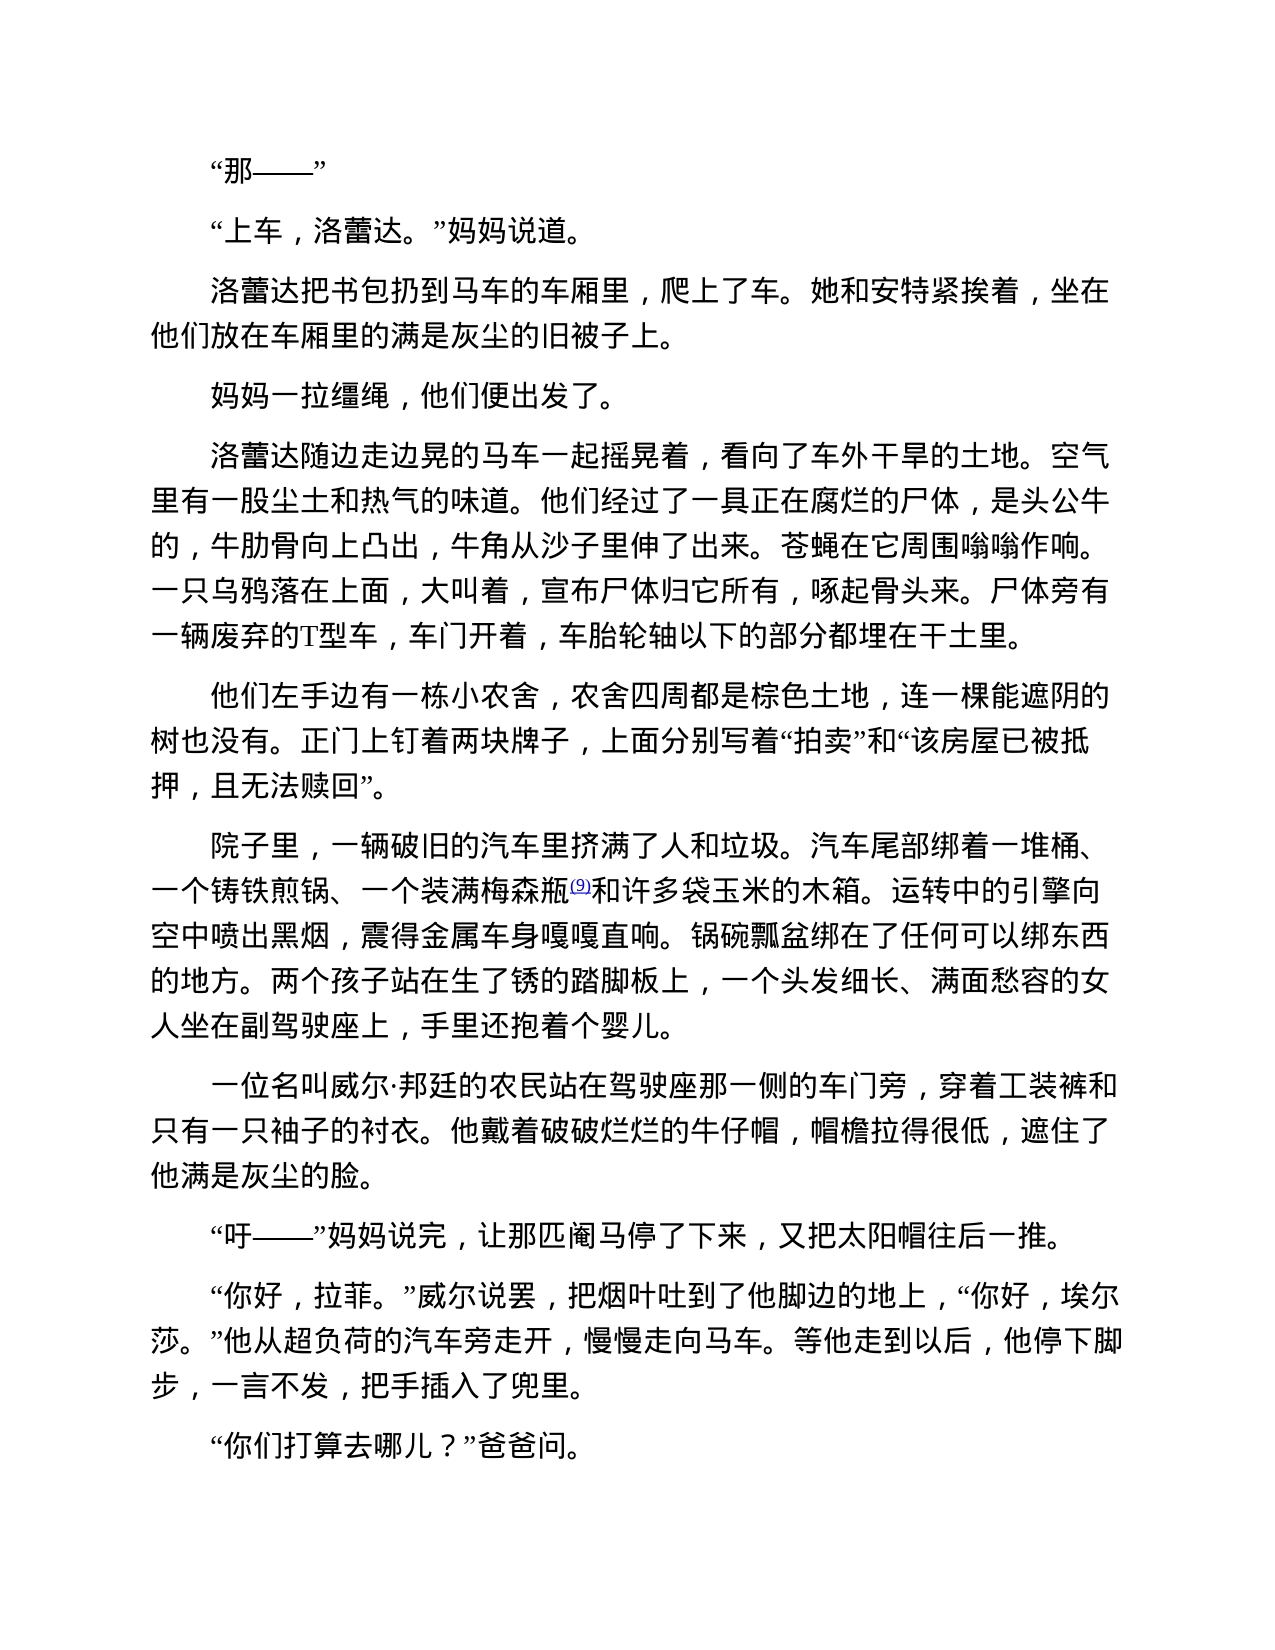 “那——”
“上车，洛蕾达。”妈妈说道。
洛蕾达把书包扔到马车的车厢里，爬上了车。她和安特紧挨着，坐在
他们放在车厢里的满是灰尘的旧被子上。
妈妈一拉缰绳，他们便出发了。
洛蕾达随边走边晃的马车一起摇晃着，看向了车外干旱的土地。空气
里有一股尘土和热气的味道。他们经过了一具正在腐烂的尸体，是头公牛
的，牛肋骨向上凸出，牛角从沙子里伸了出来。苍蝇在它周围嗡嗡作响。
一只乌鸦落在上面，大叫着，宣布尸体归它所有，啄起骨头来。尸体旁有
一辆废弃的T型车，车门开着，车胎轮轴以下的部分都埋在干土里。
他们左手边有一栋小农舍，农舍四周都是棕色土地，连一棵能遮阴的
树也没有。正门上钉着两块牌子，上面分别写着“拍卖”和“该房屋已被抵
押，且无法赎回”。
院子里，一辆破旧的汽车里挤满了人和垃圾。汽车尾部绑着一堆桶、
一个铸铁煎锅、一个装满梅森瓶(9)和许多袋玉米的木箱。运转中的引擎向
空中喷出黑烟，震得金属车身嘎嘎直响。锅碗瓢盆绑在了任何可以绑东西
的地方。两个孩子站在生了锈的踏脚板上，一个头发细长、满面愁容的女
人坐在副驾驶座上，手里还抱着个婴儿。
一位名叫威尔·邦廷的农民站在驾驶座那一侧的车门旁，穿着工装裤和
只有一只袖子的衬衣。他戴着破破烂烂的牛仔帽，帽檐拉得很低，遮住了
他满是灰尘的脸。
“吁——”妈妈说完，让那匹阉马停了下来，又把太阳帽往后一推。
“你好，拉菲。”威尔说罢，把烟叶吐到了他脚边的地上，“你好，埃尔
莎。”他从超负荷的汽车旁走开，慢慢走向马车。等他走到以后，他停下脚
步，一言不发，把手插入了兜里。
“你们打算去哪儿？”爸爸问。